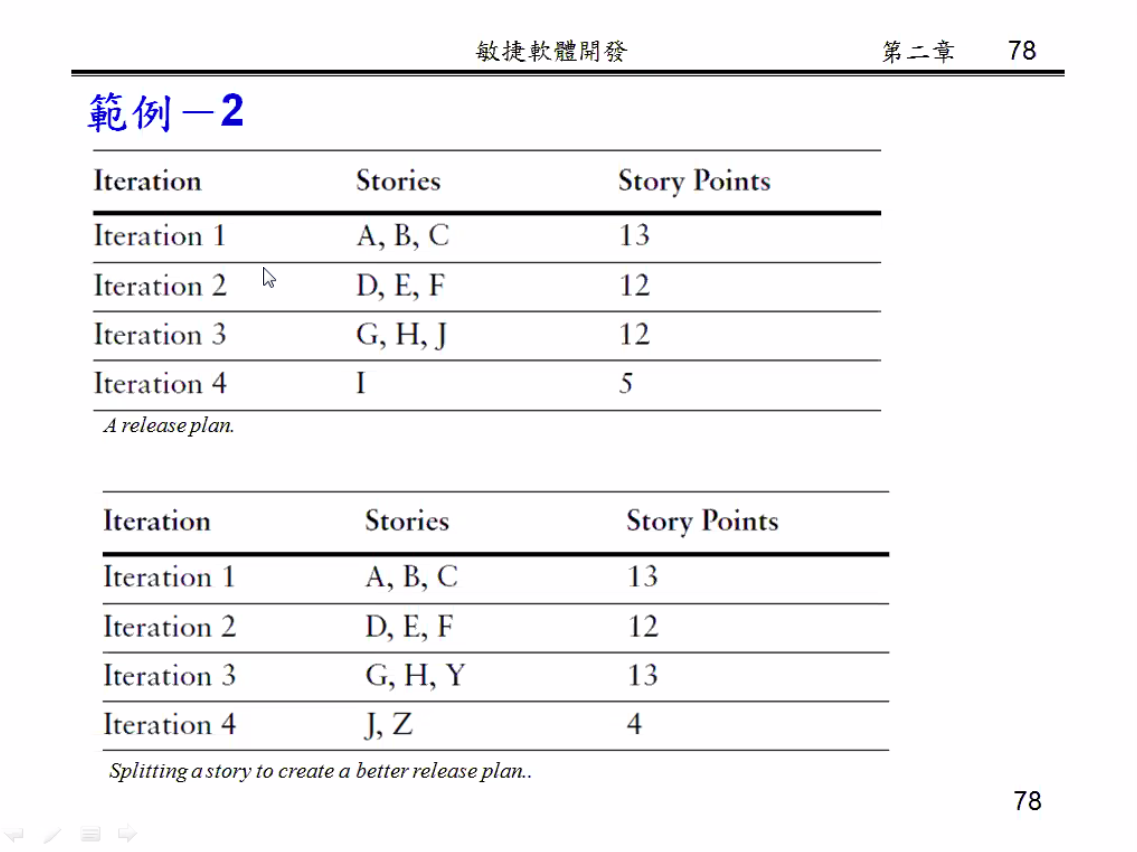 敏捷軟體開發 第二章 78
範例－2
Iteration Stories Story Points
Iteration 1 A, B, C 13
Iteration 2 D, E, F 12
Iteration 3 G, H, J 12
Iteration 4 I 5
A release plan.
Iteration Stories Story Points
Iteration 1 A, B, C 13
Iteration 2 D, E, F 12
Iteration 3 G, H, Y 13
Iteration 4 J, Z 4
Splitting a story to create a better release plan..
78